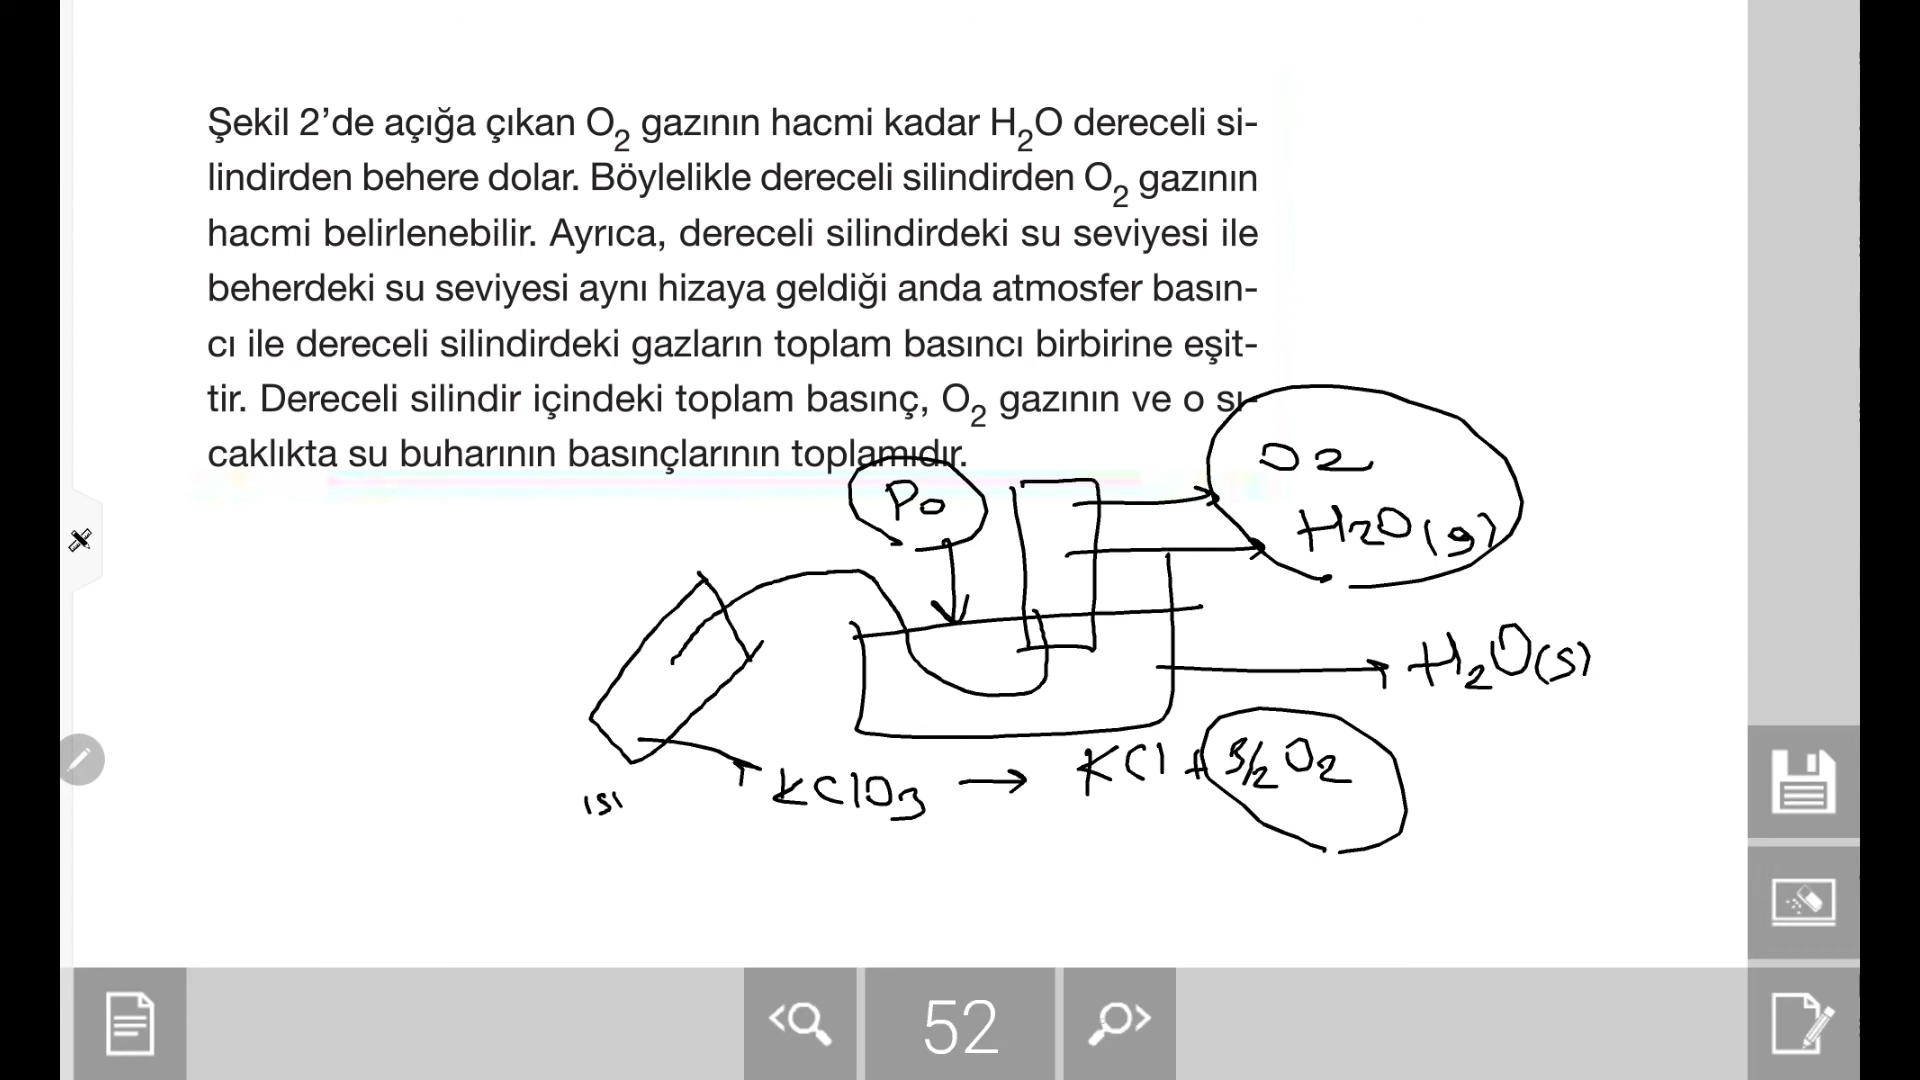 Şekil 2’de açığa çıkan O₂ gazının hacmi kadar H₂O dereceli si-
lindirden behere dolar. Böylelikle dereceli silindirden O₂ gazının
hacmi belirlenebilir. Ayrıca, dereceli silindirdeki su seviyesi ile
beherdeki su seviyesi aynı hizaya geldiği anda atmosfer basın-
cı ile dereceli silindirdeki gazların toplam basıncı birbirine eşit-
tir. Dereceli silindir içindeki toplam basınç, O₂ gazının ve o sı-
caklıkta su buharının basınçlarının toplamıdır.
O2
P₀
H₂O(g)
H₂O(s)
KClO₃ → KCl + 3/2 O₂
ısı
52